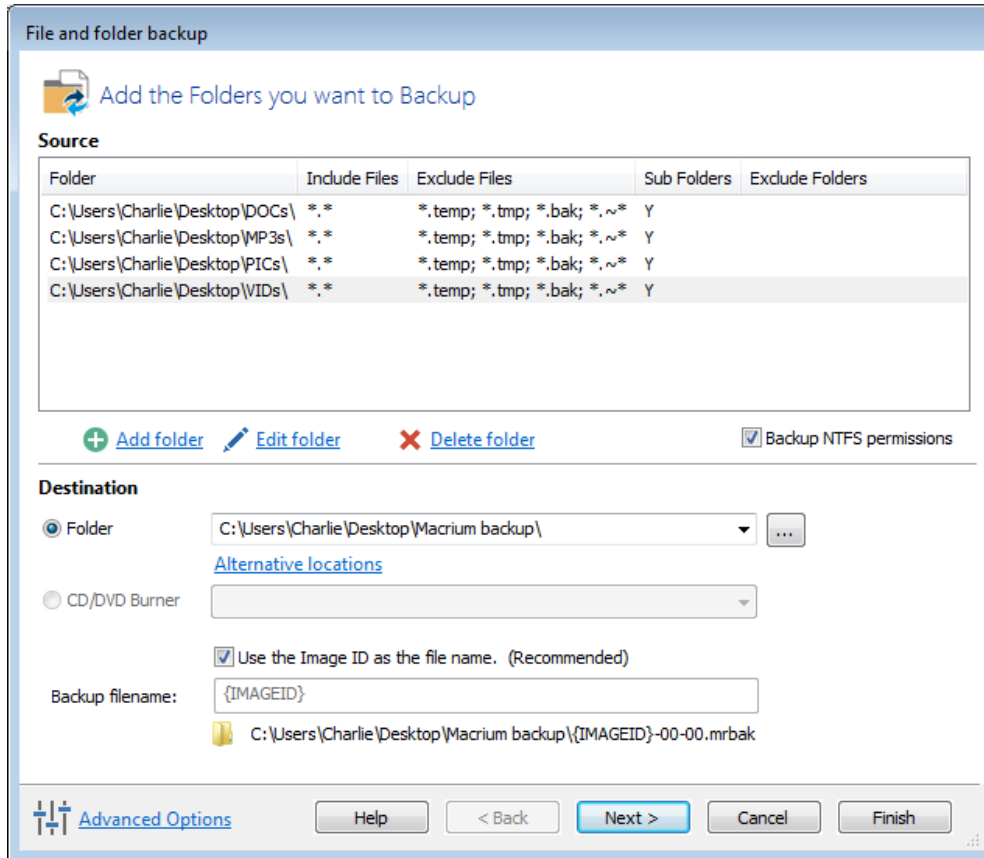 File and folder backup
Add the Folders you want to Backup
Source
Folder Include Files Exclude Files Sub Folders Exclude Folders
C:\Users\Charlie\Desktop\DOCs\ *.* *.temp; *.tmp; *.bak; *.~* Y
C:\Users\Charlie\Desktop\MP3s\ *.* *.temp; *.tmp; *.bak; *.~* Y
C:\Users\Charlie\Desktop\PICs\ *.* *.temp; *.tmp; *.bak; *.~* Y
C:\Users\Charlie\Desktop\VIDs\ *.* *.temp; *.tmp; *.bak; *.~* Y
Add folder Edit folder Delete folder Backup NTFS permissions
Destination
Folder C:\Users\Charlie\Desktop\Macrium backup\ ...
Alternative locations
CD/DVD Burner
Use the Image ID as the file name. (Recommended)
Backup filename: {IMAGEID}
C:\Users\Charlie\Desktop\Macrium backup\{IMAGEID}-00-00.mrbak
Advanced Options Help < Back Next > Cancel Finish